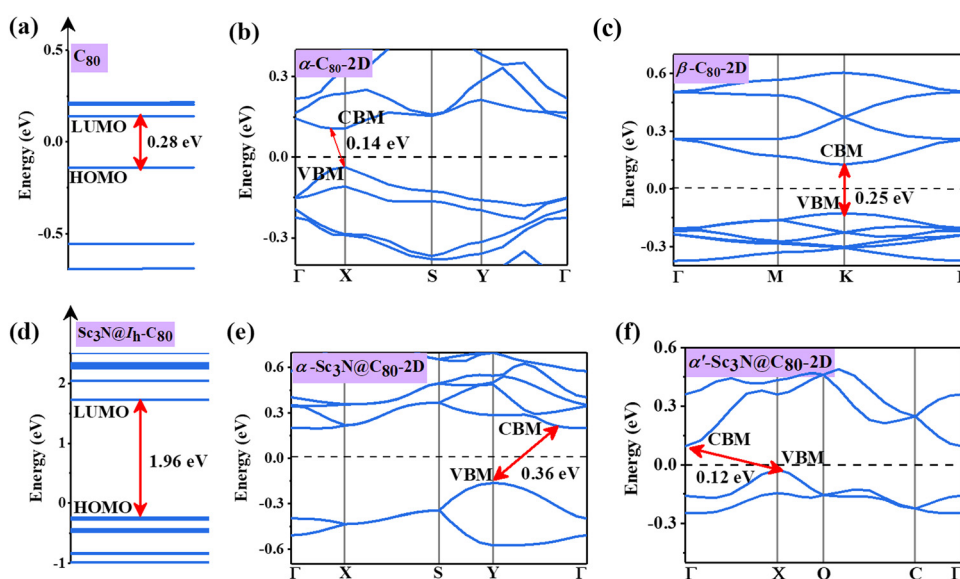 (a)
C80
LUMO
0.28 eV
HOMO
0.0
-0.5
Energy (eV)
(b)
α-C80-2D
CBM
0.14 eV
VBM
0.3
0.0
-0.3
Energy (eV)
Γ X S Y Γ
(c)
β-C80-2D
CBM
VBM
0.25 eV
0.6
0.3
0.0
-0.3
Energy (eV)
Γ M K
(d)
Sc3N@Ih-C80
LUMO
1.96 eV
HOMO
2
1
0
-1
Energy (eV)
(e)
α-Sc3N@C80-2D
CBM
VBM
0.36 eV
0.6
0.3
0.0
-0.3
-0.6
Energy (eV)
Γ X S Y Γ
(f)
α′-Sc3N@C80-2D
CBM
VBM
0.12 eV
0.6
0.3
0.0
-0.3
Energy (eV)
Γ X O C Γ